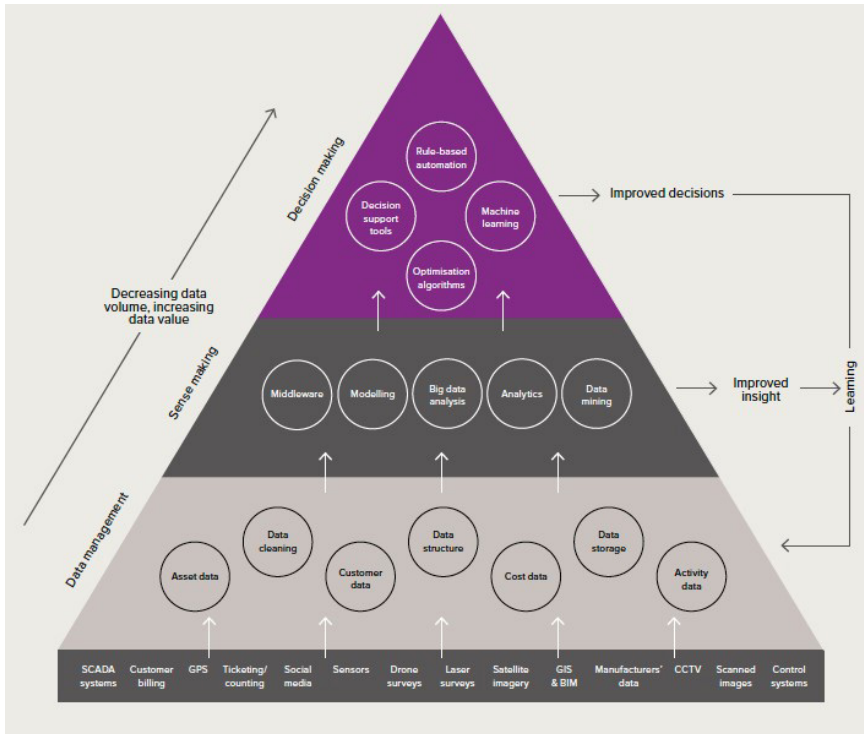 Decision making
Rule-based
automation
Decision
support
tools
Machine
learning
Optimisation
algorithms
Improved decisions
Decreasing data
volume, increasing
data value
Sense making
Middleware
Modelling
Big data
analysis
Analytics
Data
mining
Improved
insight
Learning
Data management
Asset data
Data
cleaning
Customer
data
Data
structure
Cost data
Data
storage
Activity
data
SCADA
systems
Customer
billing
GPS
Ticketing/
counting
Social
media
Sensors
Drone
surveys
Laser
surveys
Satellite
imagery
GIS
& BIM
Manufacturers'
data
CCTV
Scanned
images
Control
systems